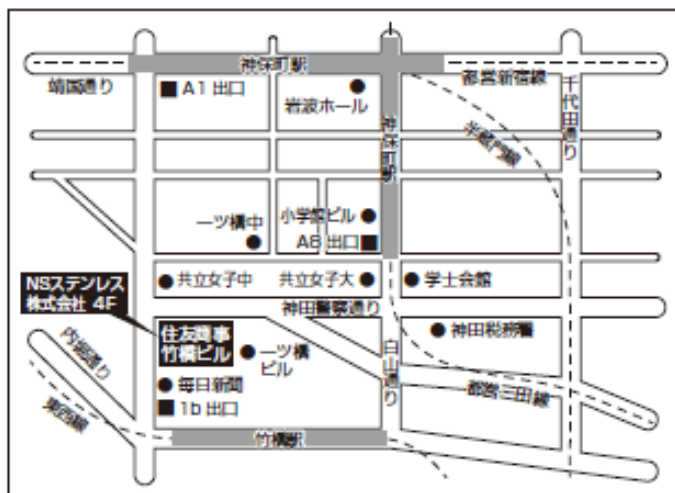 神保町駅
靖国通り
■ A1 出口
岩波ホール
都営新宿線
千代田通り
神保町駅
半蔵門線
一ツ橋中
小学館ビル
A8 出口■
NSステンレス
株式会社 4F
共立女子中
共立女子大
学士会館
神田警察通り
住友商事
竹橋ビル
一ツ橋
ビル
神田税務署
内堀通り
白山通り
毎日新聞
■ 1b 出口
都営三田線
東西線
竹橋駅